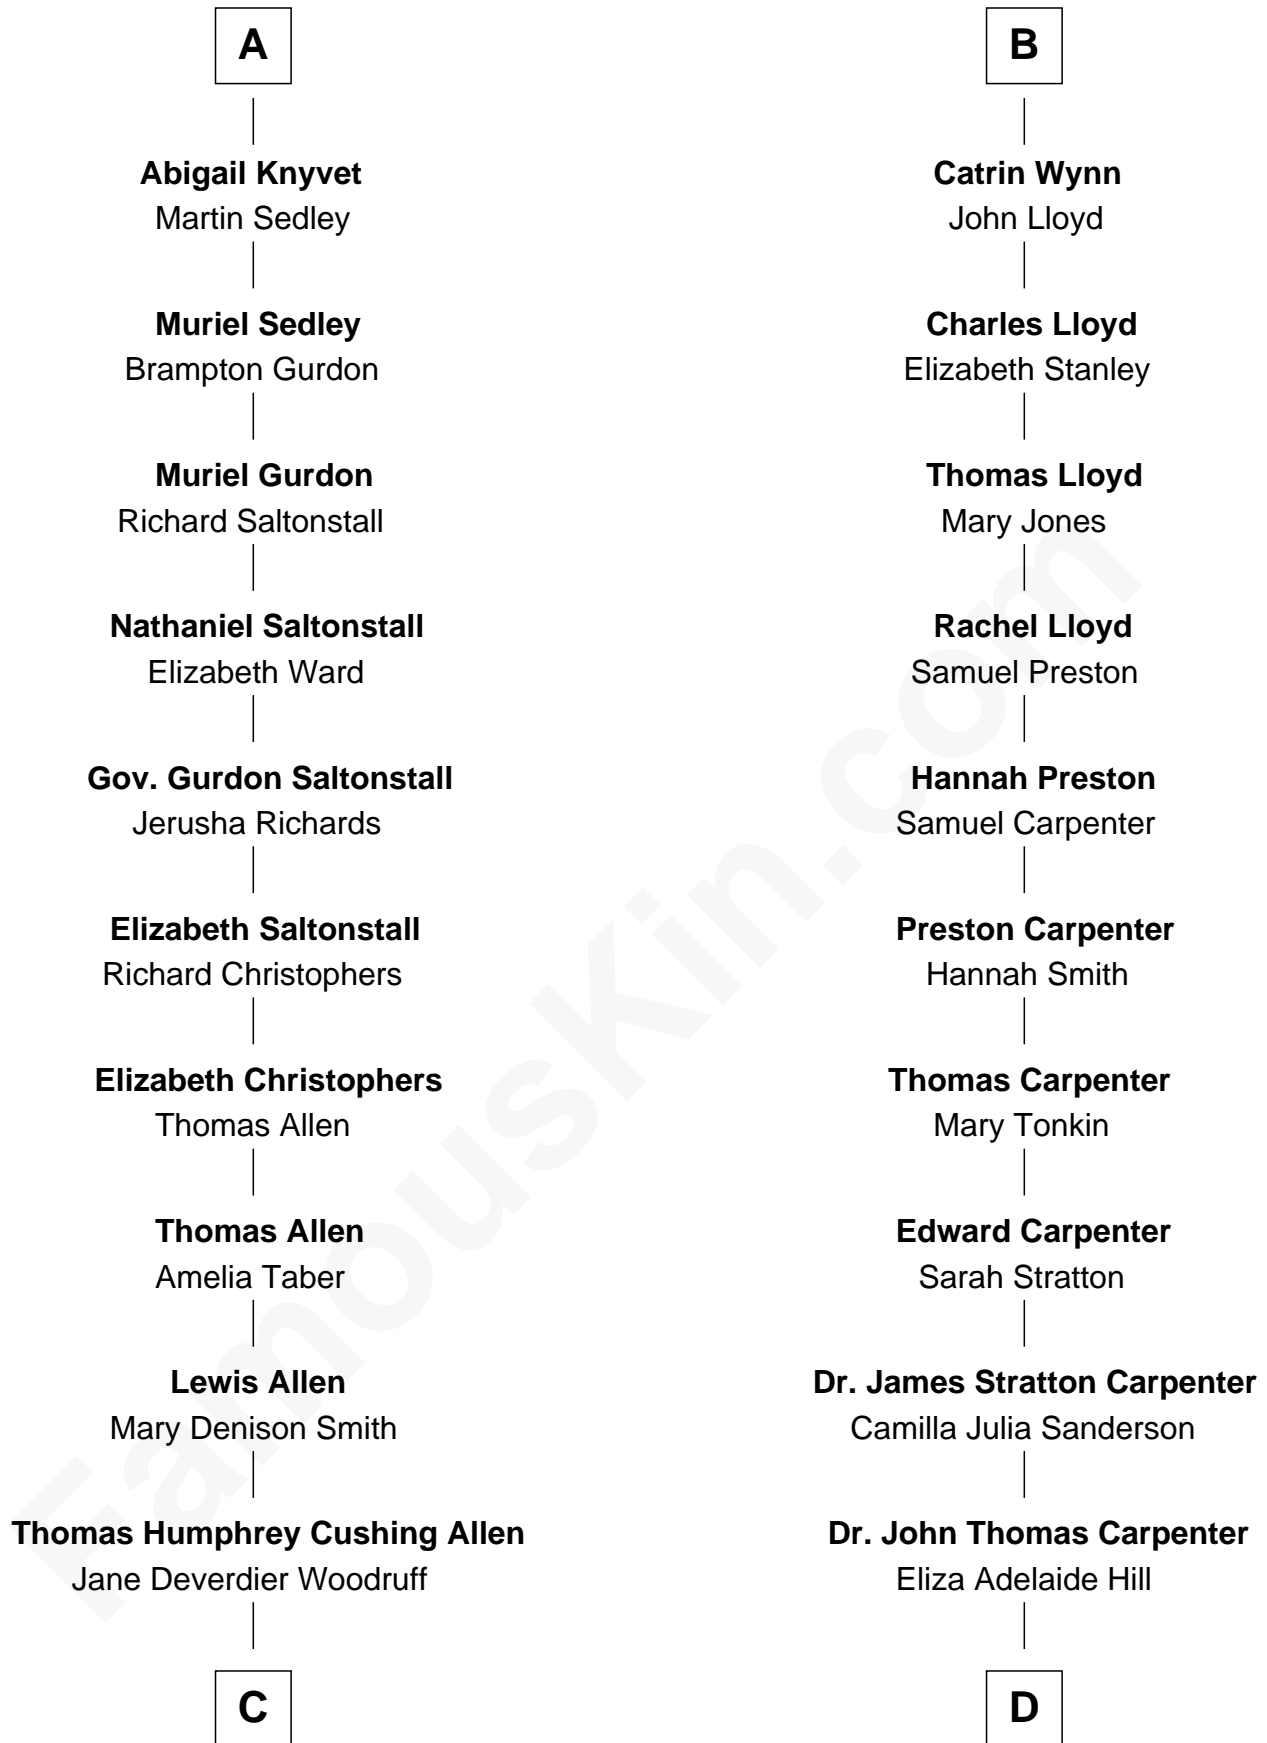 A
Abigail Knyvet
Martin Sedley
Muriel Sedley
Brampton Gurdon
Muriel Gurdon
Richard Saltonstall
Nathaniel Saltonstall
Elizabeth Ward
Gov. Gurdon Saltonstall
Jerusha Richards
Elizabeth Saltonstall
Richard Christophers
Elizabeth Christophers
Thomas Allen
Thomas Allen
Amelia Taber
Lewis Allen
Mary Denison Smith
Thomas Humphrey Cushing Allen
Jane Deverdier Woodruff
C
B
Catrin Wynn
John Lloyd
Charles Lloyd
Elizabeth Stanley
Thomas Lloyd
Mary Jones
Rachel Lloyd
Samuel Preston
Hannah Preston
Samuel Carpenter
Preston Carpenter
Hannah Smith
Thomas Carpenter
Mary Tonkin
Edward Carpenter
Sarah Stratton
Dr. James Stratton Carpenter
Camilla Julia Sanderson
Dr. John Thomas Carpenter
Eliza Adelaide Hill
D
FamousKin.com